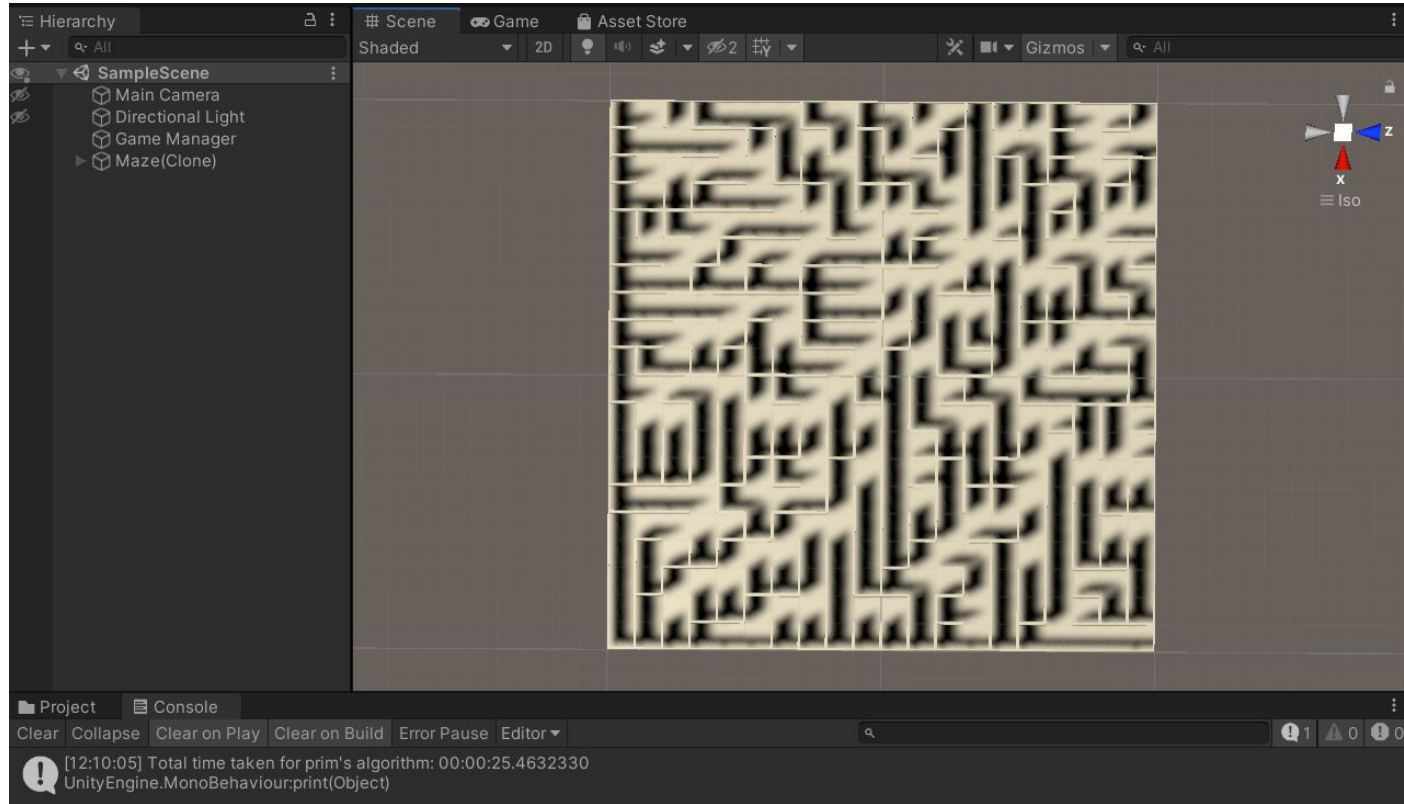 Hierarchy
All
SampleScene
Main Camera
Directional Light
Game Manager
Maze(Clone)
Scene Game Asset Store
Shaded 2D 2 Gizmos All
Y
z
x
Iso
Project Console
Clear Collapse Clear on Play Clear on Build Error Pause Editor 1 0 0
[12:10:05] Total time taken for prim's algorithm: 00:00:25.4632330
UnityEngine.MonoBehaviour:print(Object)